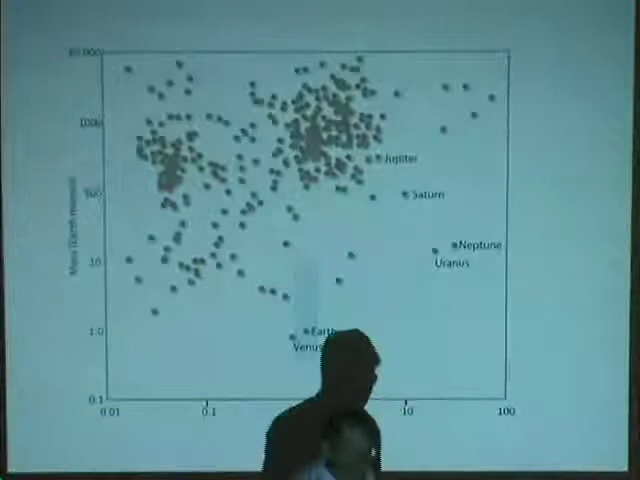 10,000
1000
100
10
1.0
0.1
Mass (Earth masses)
Jupiter
Saturn
Neptune
Uranus
Earth
Venus
0.01
0.1
10
100